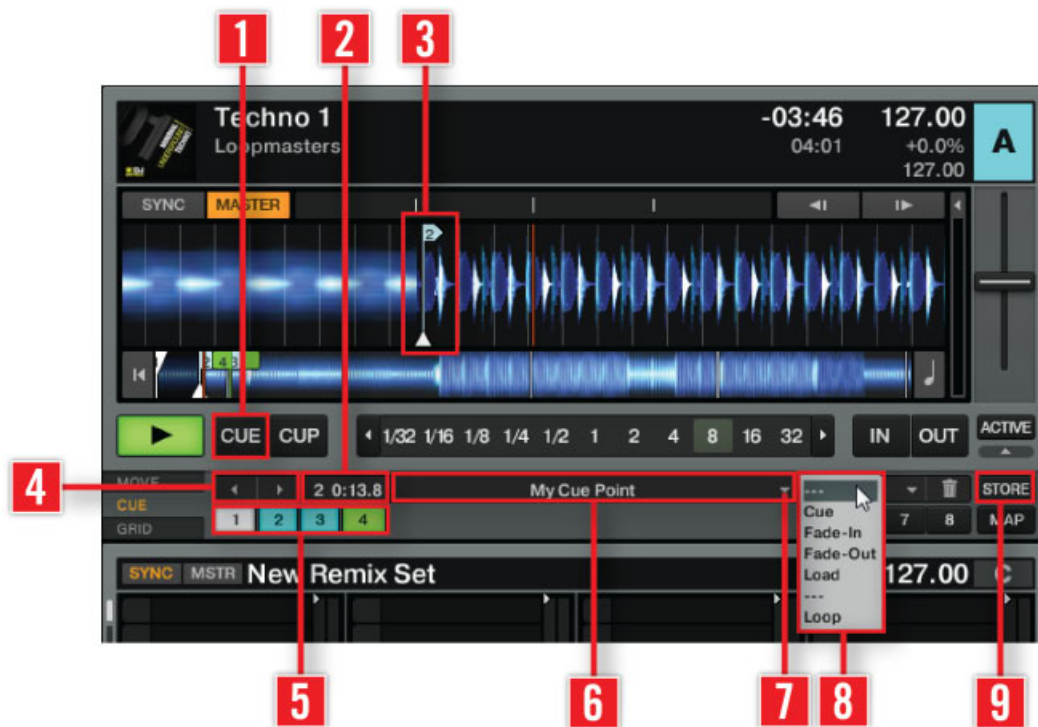 1 2 3
Techno 1 -03:46 127.00 A
Loopmasters 04:01 +0.0%
127.00
SYNC MASTER
2
2 4 3
CUE CUP 1/32 1/16 1/8 1/4 1/2 1 2 4 8 16 32 IN OUT ACTIVE
4
MOVE 2 0:13.8 My Cue Point --- STORE
CUE
GRID 1 2 3 4 7 8 MAP
Cue
Fade-In
Fade-Out
Load
---
Loop
SYNC MSTR New Remix Set 127.00 C
5 6 7 8 9